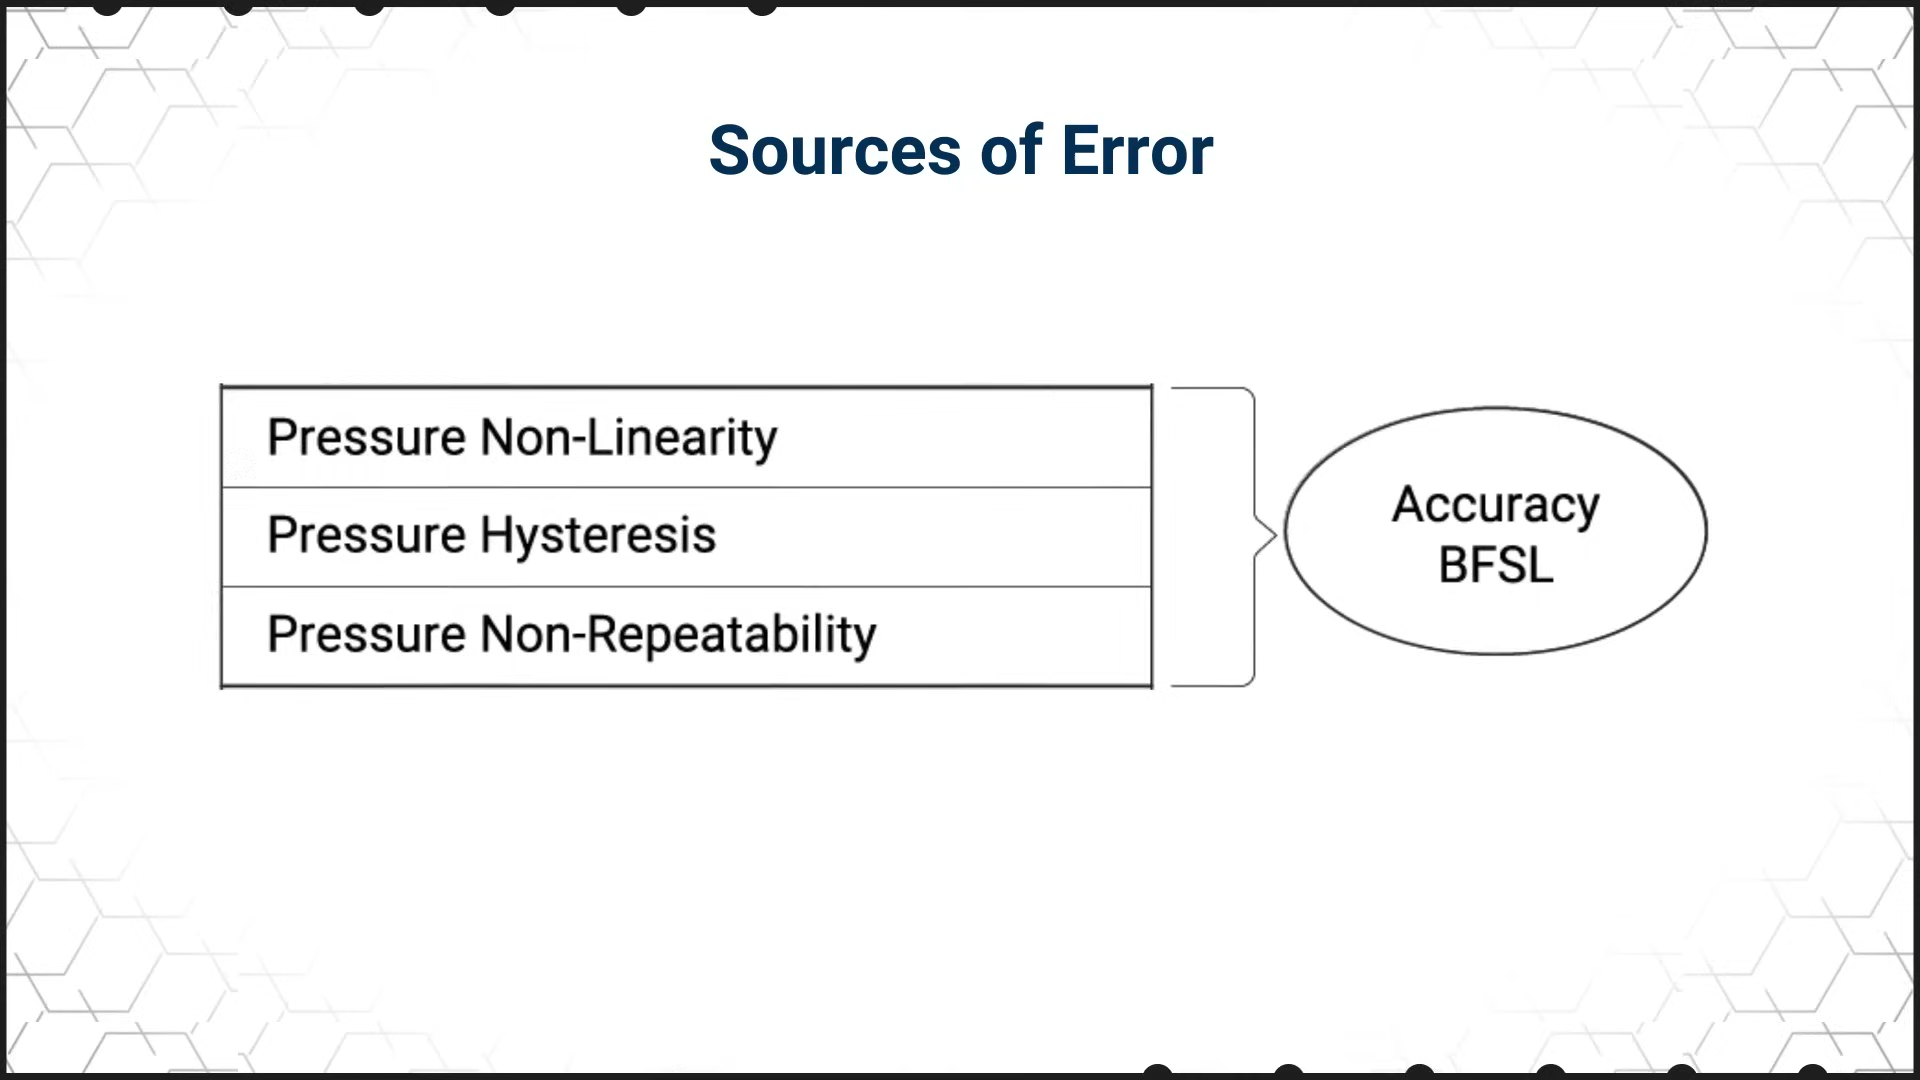 Sources of Error
Pressure Non-Linearity
Pressure Hysteresis
Pressure Non-Repeatability
Accuracy
BFSL